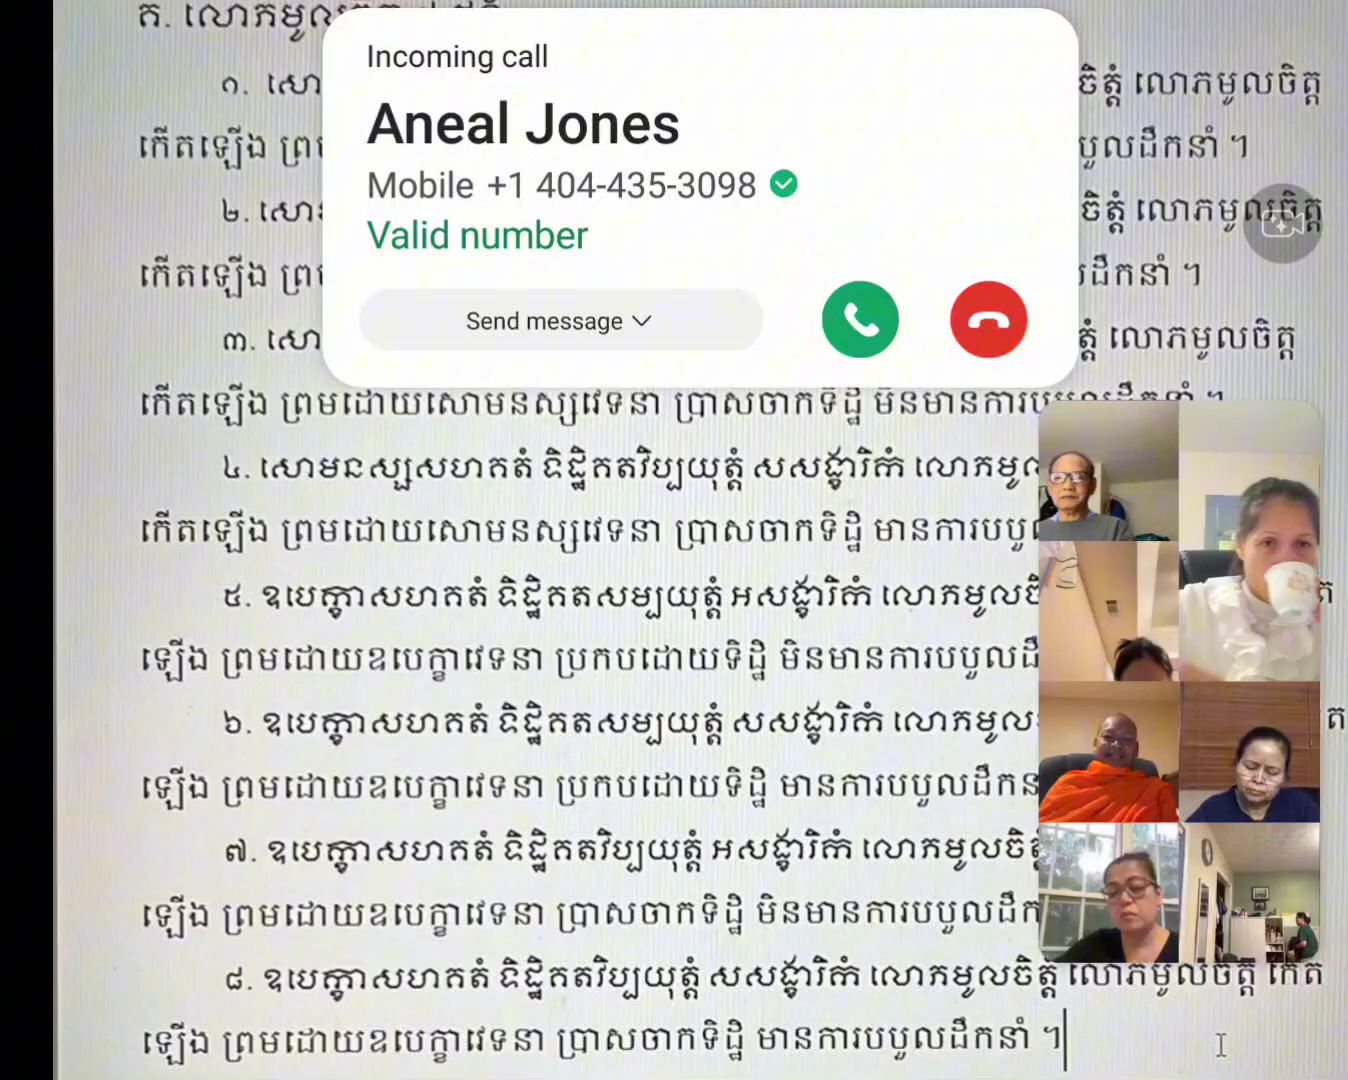 គ. លោភមូលចិត្ត ៨ ដួង
Incoming call
Aneal Jones
Mobile +1 404-435-3098
Valid number
Send message
១. សោ ចិត្តំ លោភមូលចិត្ត
កើតឡើង ព្រ បួលដឹកនាំ ។
២. សោ ចិត្តំ លោភមូលចិត្ត
កើតឡើង ព្រ ដឹកនាំ ។
៣. សោ ត្តំ លោភមូលចិត្ត
កើតឡើង ព្រមដោយសោមនស្សវេទនា ប្រាសចាកទិដ្ឋិ មិនមានការបបួលដឹកនាំ ។
៤. សោមនស្សសហគតំ ទិដ្ឋិគតវិប្បយុត្តំ សសង្ខារិកំ លោភមូល
កើតឡើង ព្រមដោយសោមនស្សវេទនា ប្រាសចាកទិដ្ឋិ មានការបបួ
៥. ឧបេក្ខាសហគតំ ទិដ្ឋិគតសម្បយុត្តំ អសង្ខារិកំ លោភមូលចិ ត
ឡើង ព្រមដោយឧបេក្ខាវេទនា ប្រកបដោយទិដ្ឋិ មិនមានការបបួលដឹ
៦. ឧបេក្ខាសហគតំ ទិដ្ឋិគតសម្បយុត្តំ សសង្ខារិកំ លោភមូល ត
ឡើង ព្រមដោយឧបេក្ខាវេទនា ប្រកបដោយទិដ្ឋិ មានការបបួលដឹកន
៧. ឧបេក្ខាសហគតំ ទិដ្ឋិគតវិប្បយុត្តំ អសង្ខារិកំ លោភមូលចិត្
ឡើង ព្រមដោយឧបេក្ខាវេទនា ប្រាសចាកទិដ្ឋិ មិនមានការបបួលដឹក
៨. ឧបេក្ខាសហគតំ ទិដ្ឋិគតវិប្បយុត្តំ សសង្ខារិកំ លោភមូលចិត្ត លោភមូលចិត្ត កើត
ឡើង ព្រមដោយឧបេក្ខាវេទនា ប្រាសចាកទិដ្ឋិ មានការបបួលដឹកនាំ ។